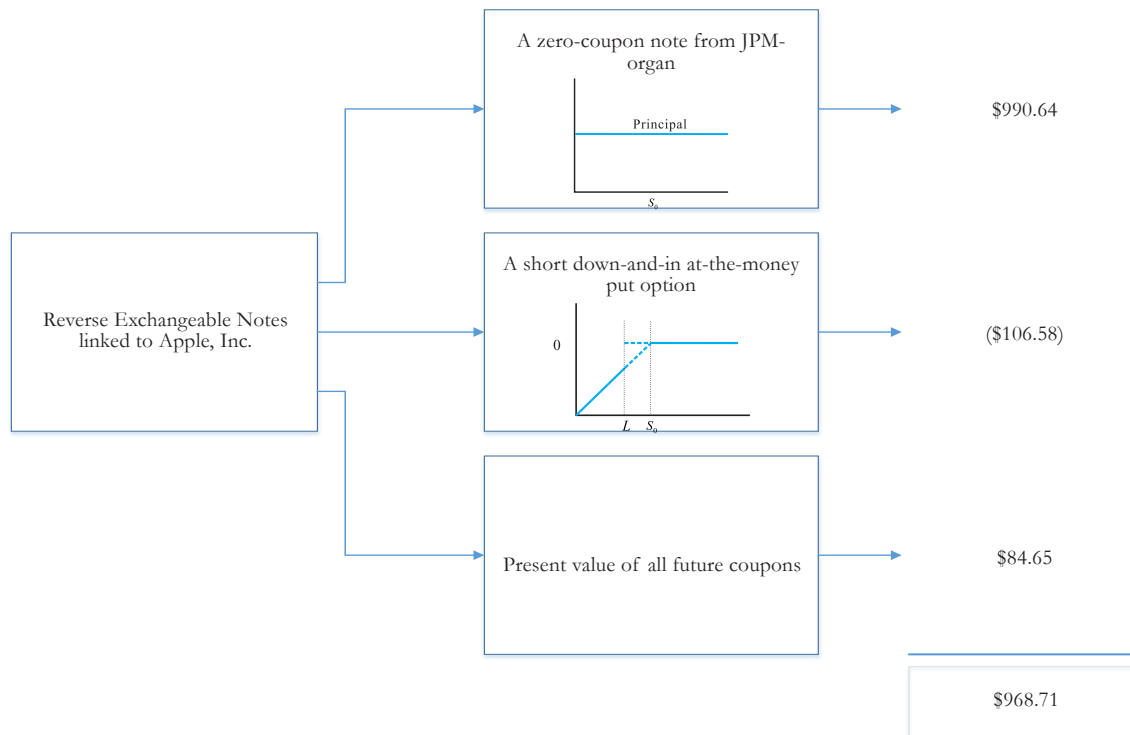 A zero-coupon note from JPM-
organ
Principal
S₀
$990.64
Reverse Exchangeable Notes
linked to Apple, Inc.
A short down-and-in at-the-money
put option
0
L S₀
($106.58)
Present value of all future coupons
$84.65
$968.71